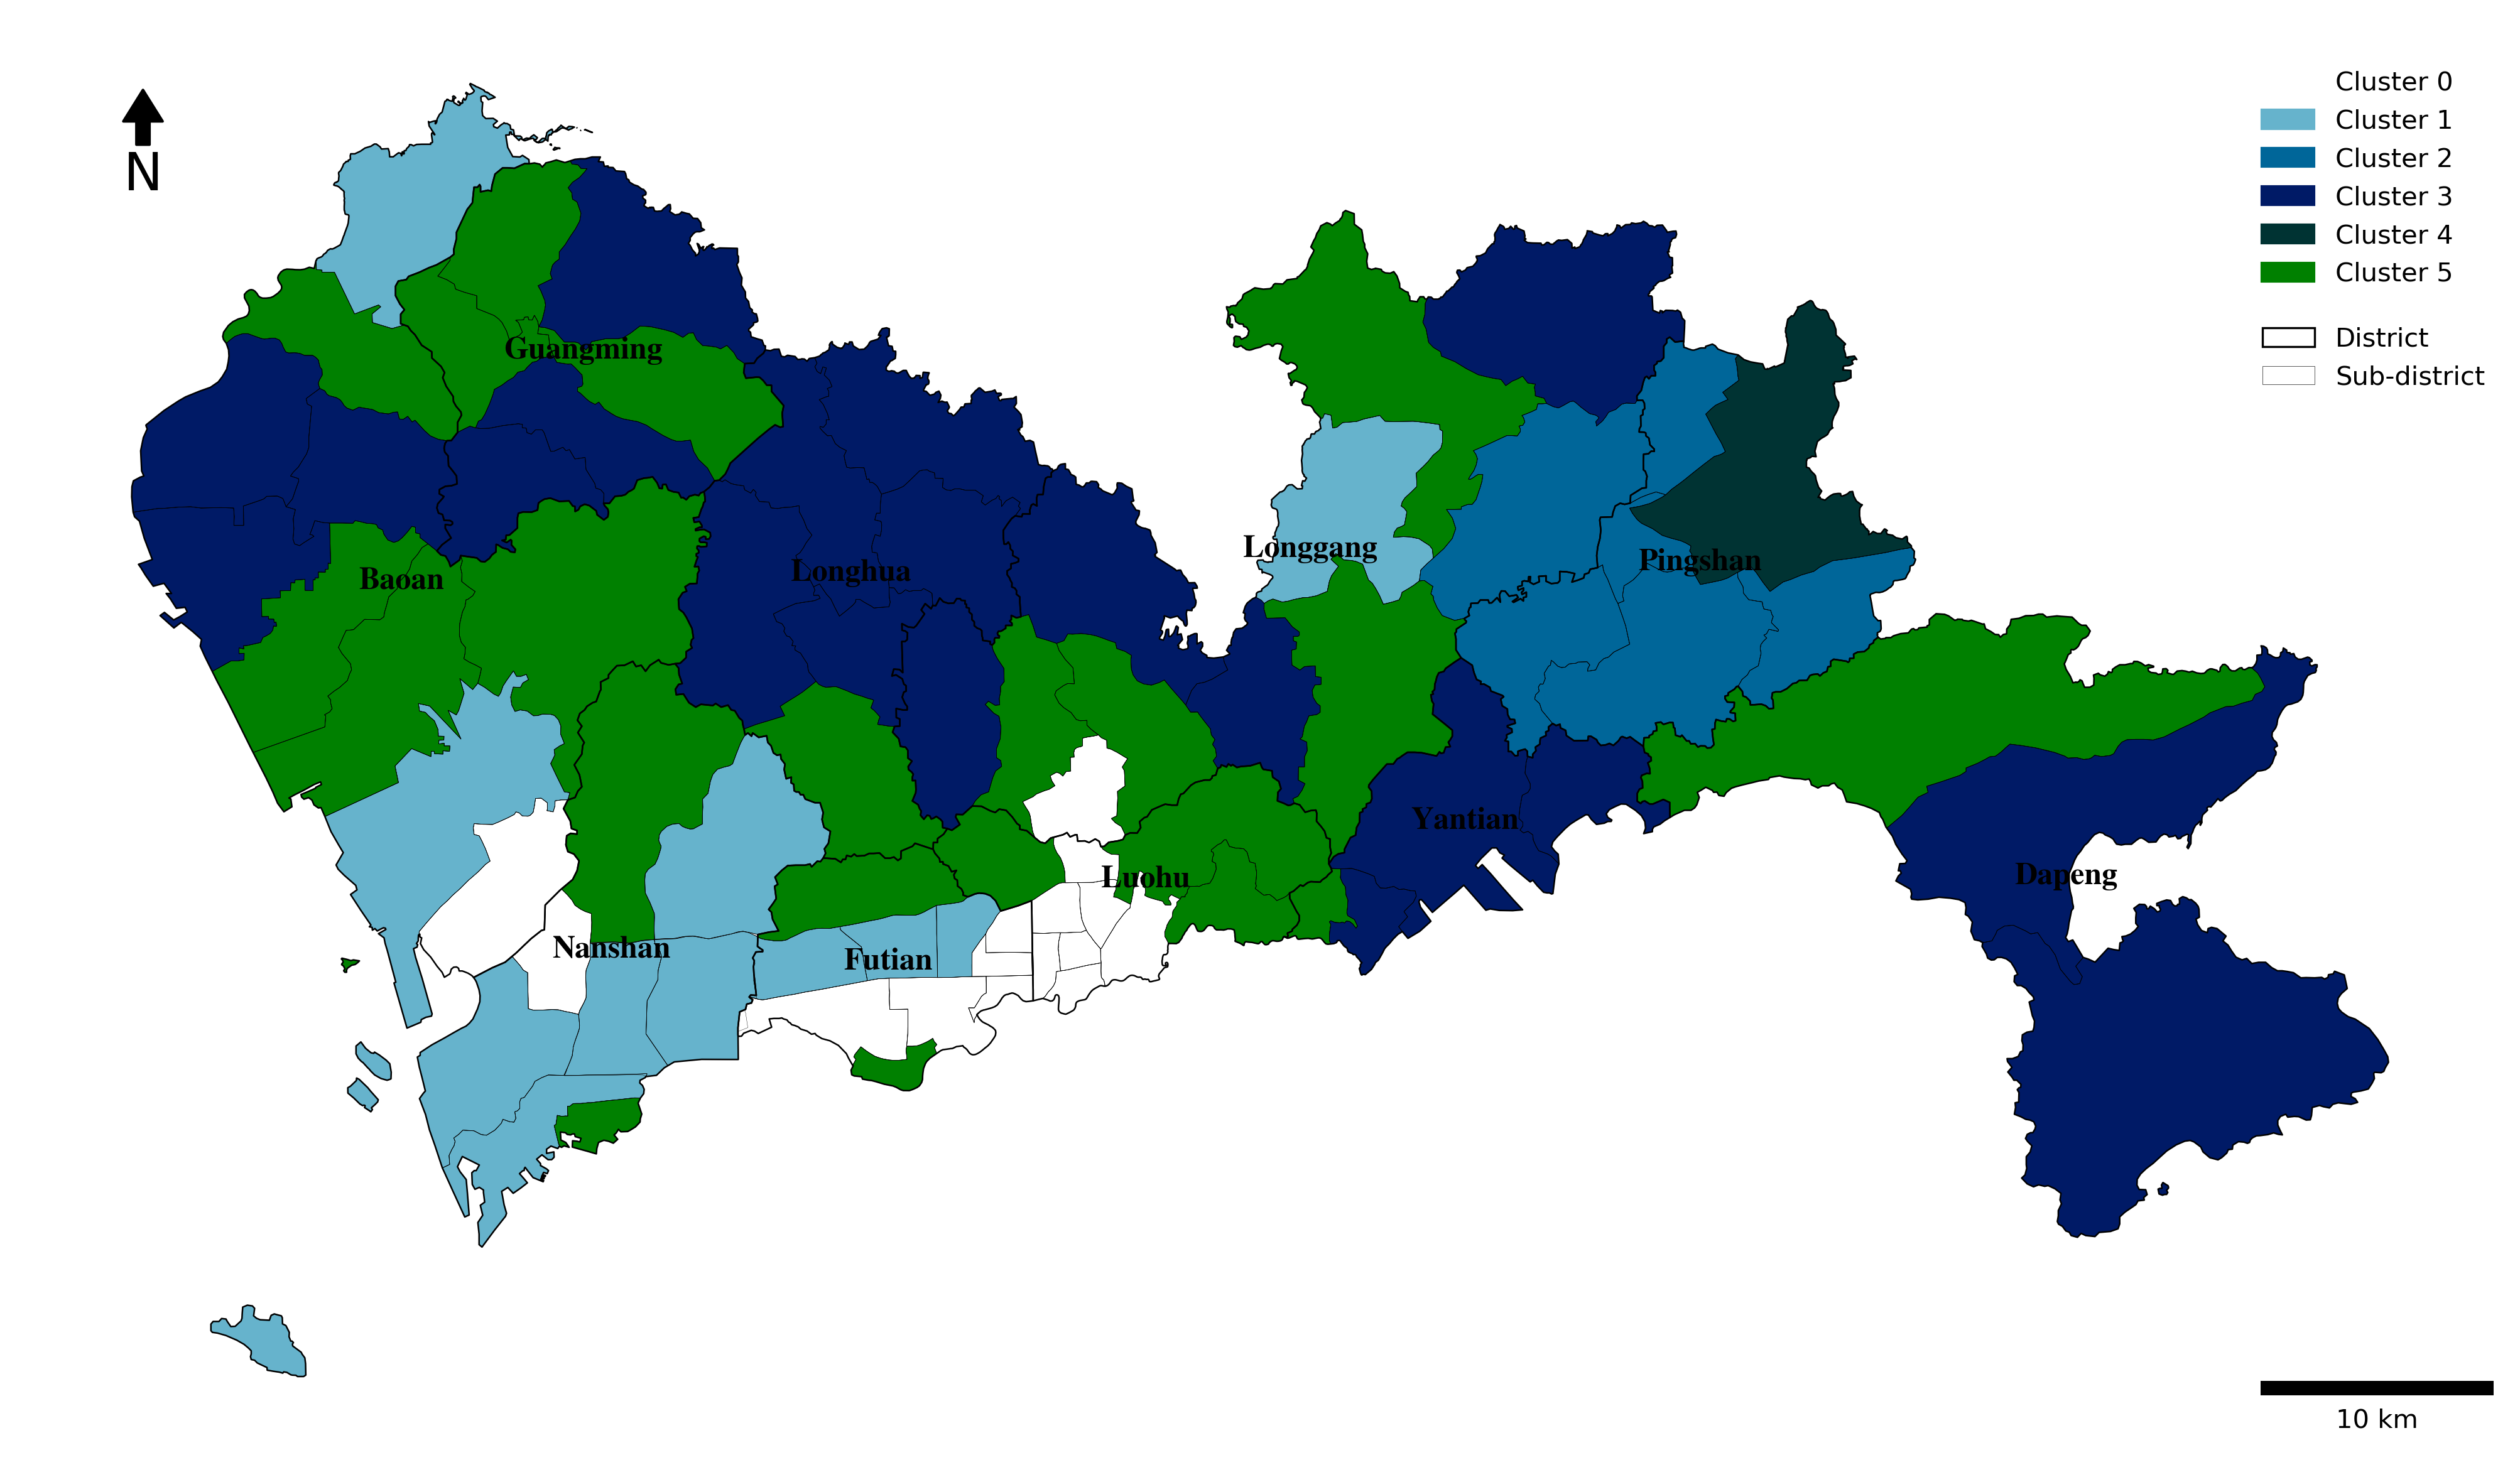 N
Cluster 0
Cluster 1
Cluster 2
Cluster 3
Cluster 4
Cluster 5
District
Sub-district
Guangming
Baoan
Longhua
Longgang
Pingshan
Yantian
Luohu
Dapeng
Nanshan
Futian
10 km